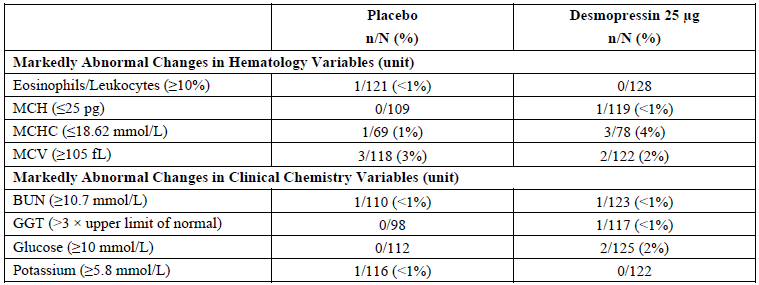 Placebo Desmopressin 25 µg
n/N (%) n/N (%)
Markedly Abnormal Changes in Hematology Variables (unit)
Eosinophils/Leukocytes (≥10%) 1/121 (<1%) 0/128
MCH (≤25 pg) 0/109 1/119 (<1%)
MCHC (≤18.62 mmol/L) 1/69 (1%) 3/78 (4%)
MCV (≥105 fL) 3/118 (3%) 2/122 (2%)
Markedly Abnormal Changes in Clinical Chemistry Variables (unit)
BUN (≥10.7 mmol/L) 1/110 (<1%) 1/123 (<1%)
GGT (>3 × upper limit of normal) 0/98 1/117 (<1%)
Glucose (≥10 mmol/L) 0/112 2/125 (2%)
Potassium (≥5.8 mmol/L) 1/116 (<1%) 0/122